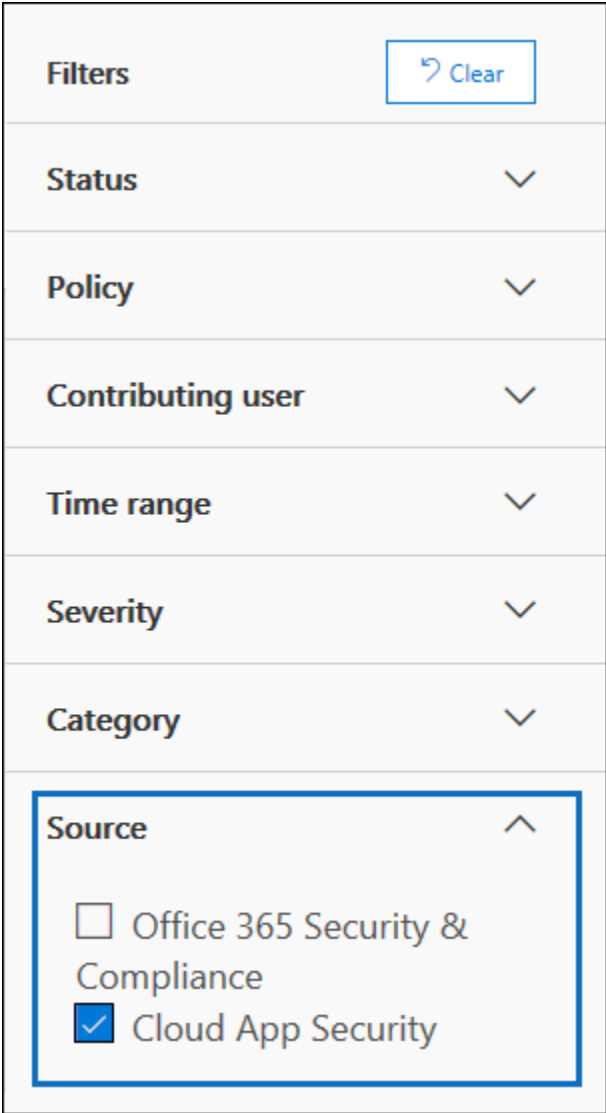 Filters
Clear
Status
Policy
Contributing user
Time range
Severity
Category
Source
Office 365 Security &
Compliance
Cloud App Security